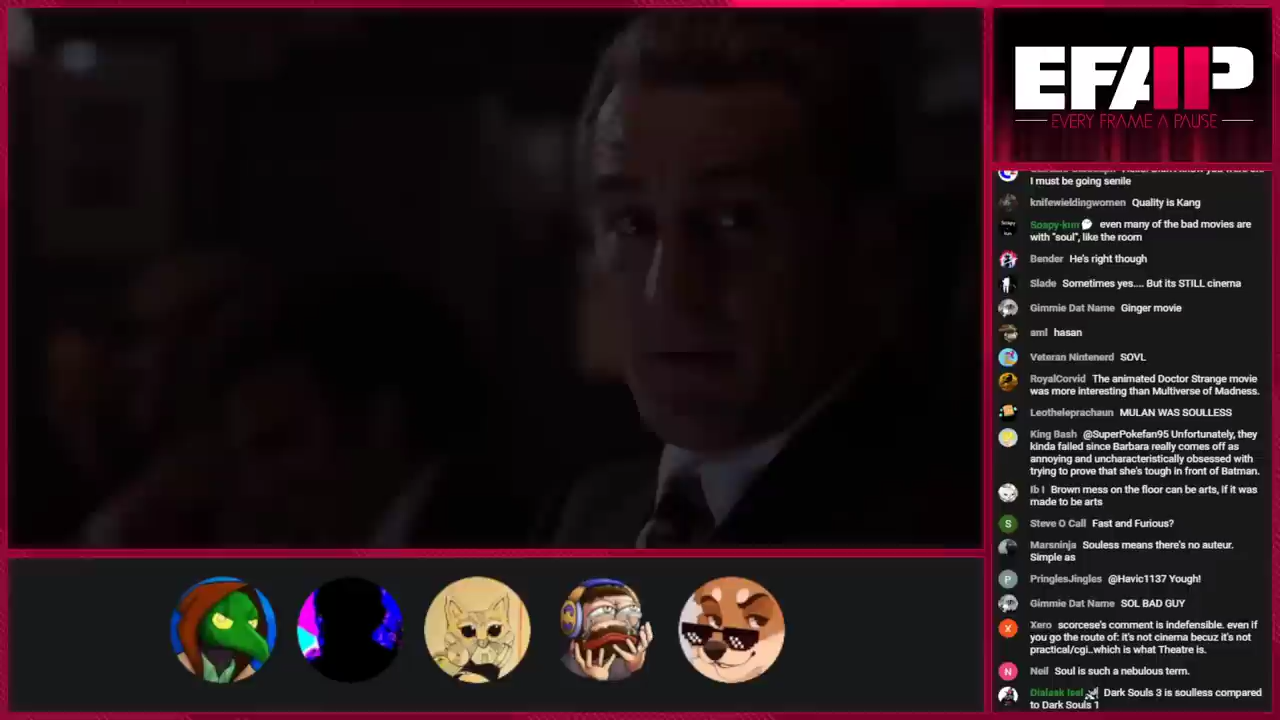 EFAP
EVERY FRAME A PAUSE
I must be going senile
knifewieldingwomen Quality is Kang
Soapy-kun even many of the bad movies are
with "soul", like the room
Bender He's right though
Slade Sometimes yes.... But its STILL cinema
Gimmie Dat Name Ginger movie
aml hasan
Veteran Nintenerd SOVL
RoyalCorvid The animated Doctor Strange movie
was more interesting than Multiverse of Madness.
Leotheleprachaun MULAN WAS SOULLESS
King Bash @SuperPokefan95 Unfortunately, they
kinda failed since Barbara really comes off as
annoying and uncharacteristically obsessed with
trying to prove that she's tough in front of Batman.
Ib I Brown mess on the floor can be arts, if it was
made to be arts
S Steve O Call Fast and Furious?
Marsninja Souless means there's no auteur.
Simple as
P PringlesJingles @Havic1137 Yough!
Gimmie Dat Name SOL BAD GUY
X Xero scorcese's comment is indefensible. even if
you go the route of: it's not cinema becuz it's not
practical/cgi..which is what Theatre is.
N Neil Soul is such a nebulous term.
Dark Souls 3 is soulless compared
to Dark Souls 1